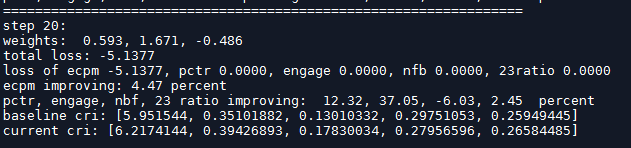 ================================================================
step 20:
weights:  0.593, 1.671, -0.486
total loss: -5.1377
loss of ecpm -5.1377, pctr 0.0000, engage 0.0000, nfb 0.0000, 23ratio 0.0000
ecpm improving: 4.47 percent
pctr, engage, nbf, 23 ratio improving:  12.32, 37.05, -6.03, 2.45  percent
baseline cri: [5.951544, 0.35101882, 0.13010332, 0.29751053, 0.25949445]
current cri: [6.2174144, 0.39426893, 0.17830034, 0.27956596, 0.26584485]